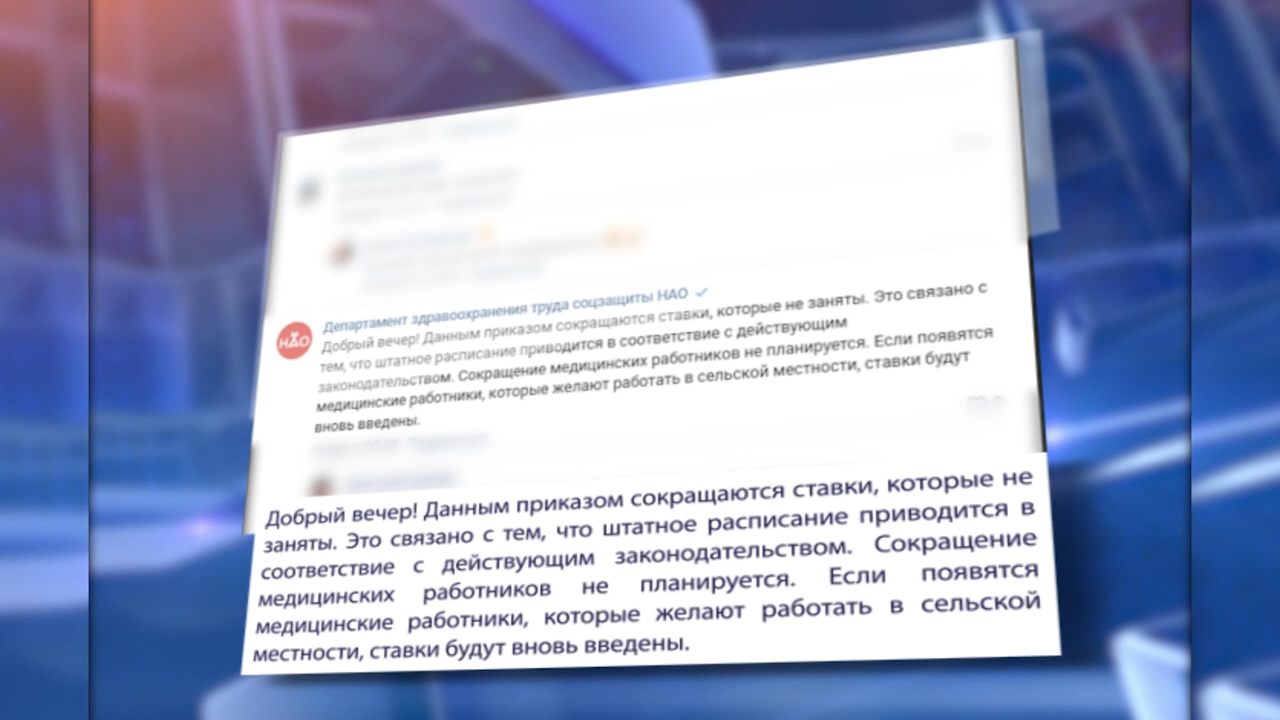 Департамент здравоохранения труда соцзащиты НАО
НАО
Добрый вечер! Данным приказом сокращаются ставки, которые не заняты. Это связано с
тем, что штатное расписание приводится в соответствие с действующим
законодательством. Сокращение медицинских работников не планируется. Если появятся
медицинские работники, которые желают работать в сельской местности, ставки будут
вновь введены.
Добрый вечер! Данным приказом сокращаются ставки, которые не
заняты. Это связано с тем, что штатное расписание приводится в
соответствие с действующим законодательством. Сокращение
медицинских работников не планируется. Если появятся
медицинские работники, которые желают работать в сельской
местности, ставки будут вновь введены.